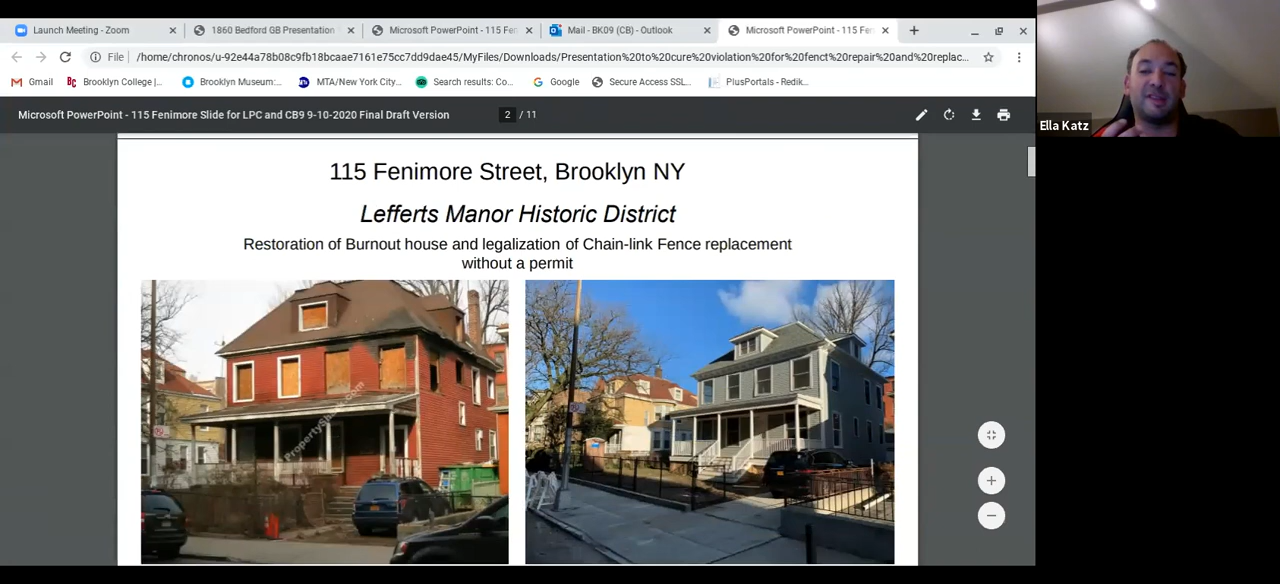 Launch Meeting - Zoom
1860 Bedford GB Presentation
Microsoft PowerPoint - 115 Fen
Mail - BK09 (CB) - Outlook
Microsoft PowerPoint - 115 Fen
File
/home/chronos/u-92e44a78b08c9fb18bcaae7161e75cc7dd9dae45/MyFiles/Downloads/Presentation%20to%20cure%20violation%20for%20fenct%20repair%20and%20replac...
Gmail
Brooklyn College |...
Brooklyn Museum:...
MTA/New York City...
Search results: Co...
Google
Secure Access SSL...
PlusPortals - Redik...
Microsoft PowerPoint - 115 Fenimore Slide for LPC and CB9 9-10-2020 Final Draft Version
2 / 11
Ella Katz
115 Fenimore Street, Brooklyn NY
Lefferts Manor Historic District
Restoration of Burnout house and legalization of Chain-link Fence replacement
without a permit